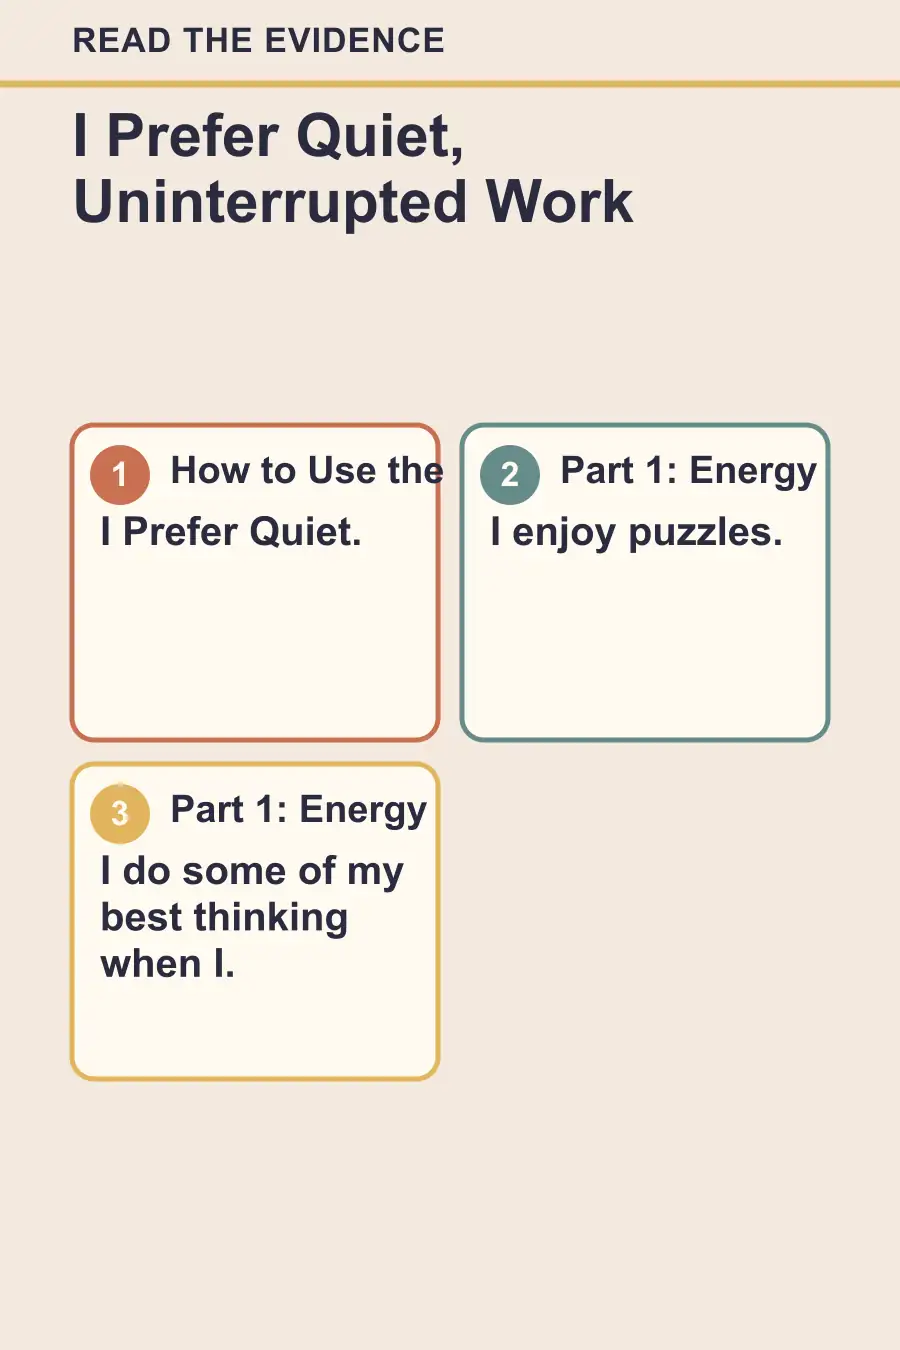 READ THE EVIDENCE
I Prefer Quiet,
Uninterrupted Work
1 How to Use the
I Prefer Quiet.
2 Part 1: Energy
I enjoy puzzles.
3 Part 1: Energy
I do some of my
best thinking
when I.